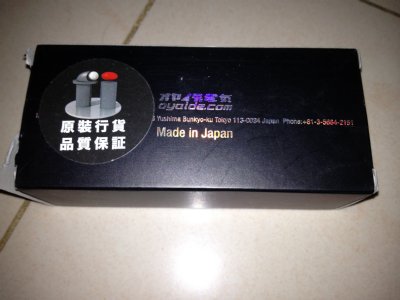 オヤイデ電気
oyaide.com
Yushima Bunkyo-ku Tokyo 113-0034 Japan Phone:+81-3-5684-2151
Made in Japan
原裝行貨
品質保証